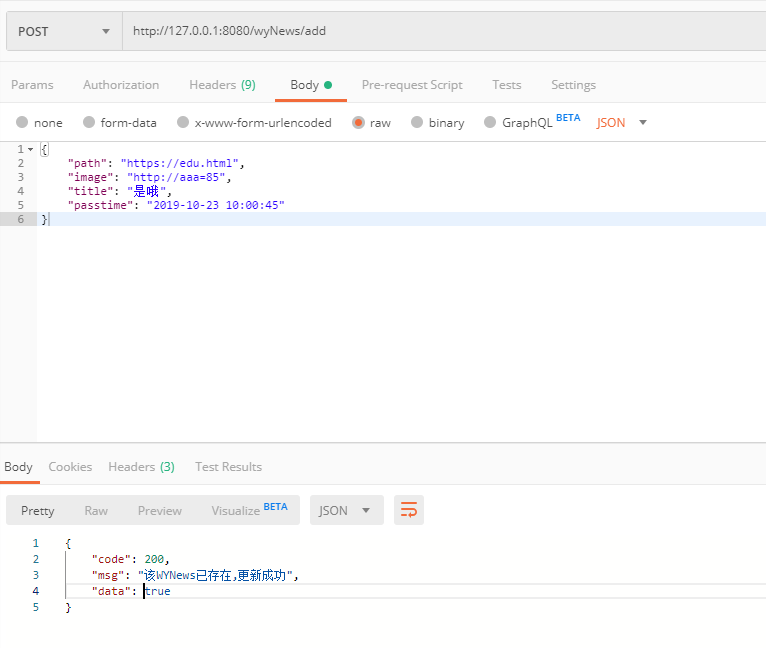 POST http://127.0.0.1:8080/wyNews/add
Params Authorization Headers (9) Body Pre-request Script Tests Settings
none form-data x-www-form-urlencoded raw binary GraphQL BETA JSON
1 {
2 "path": "https://edu.html",
3 "image": "http://aaa=85",
4 "title": "是哦",
5 "passtime": "2019-10-23 10:00:45"
6 }
Body Cookies Headers (3) Test Results
Pretty Raw Preview Visualize BETA JSON
1 {
2 "code": 200,
3 "msg": "该WYNews已存在,更新成功",
4 "data": true
5 }